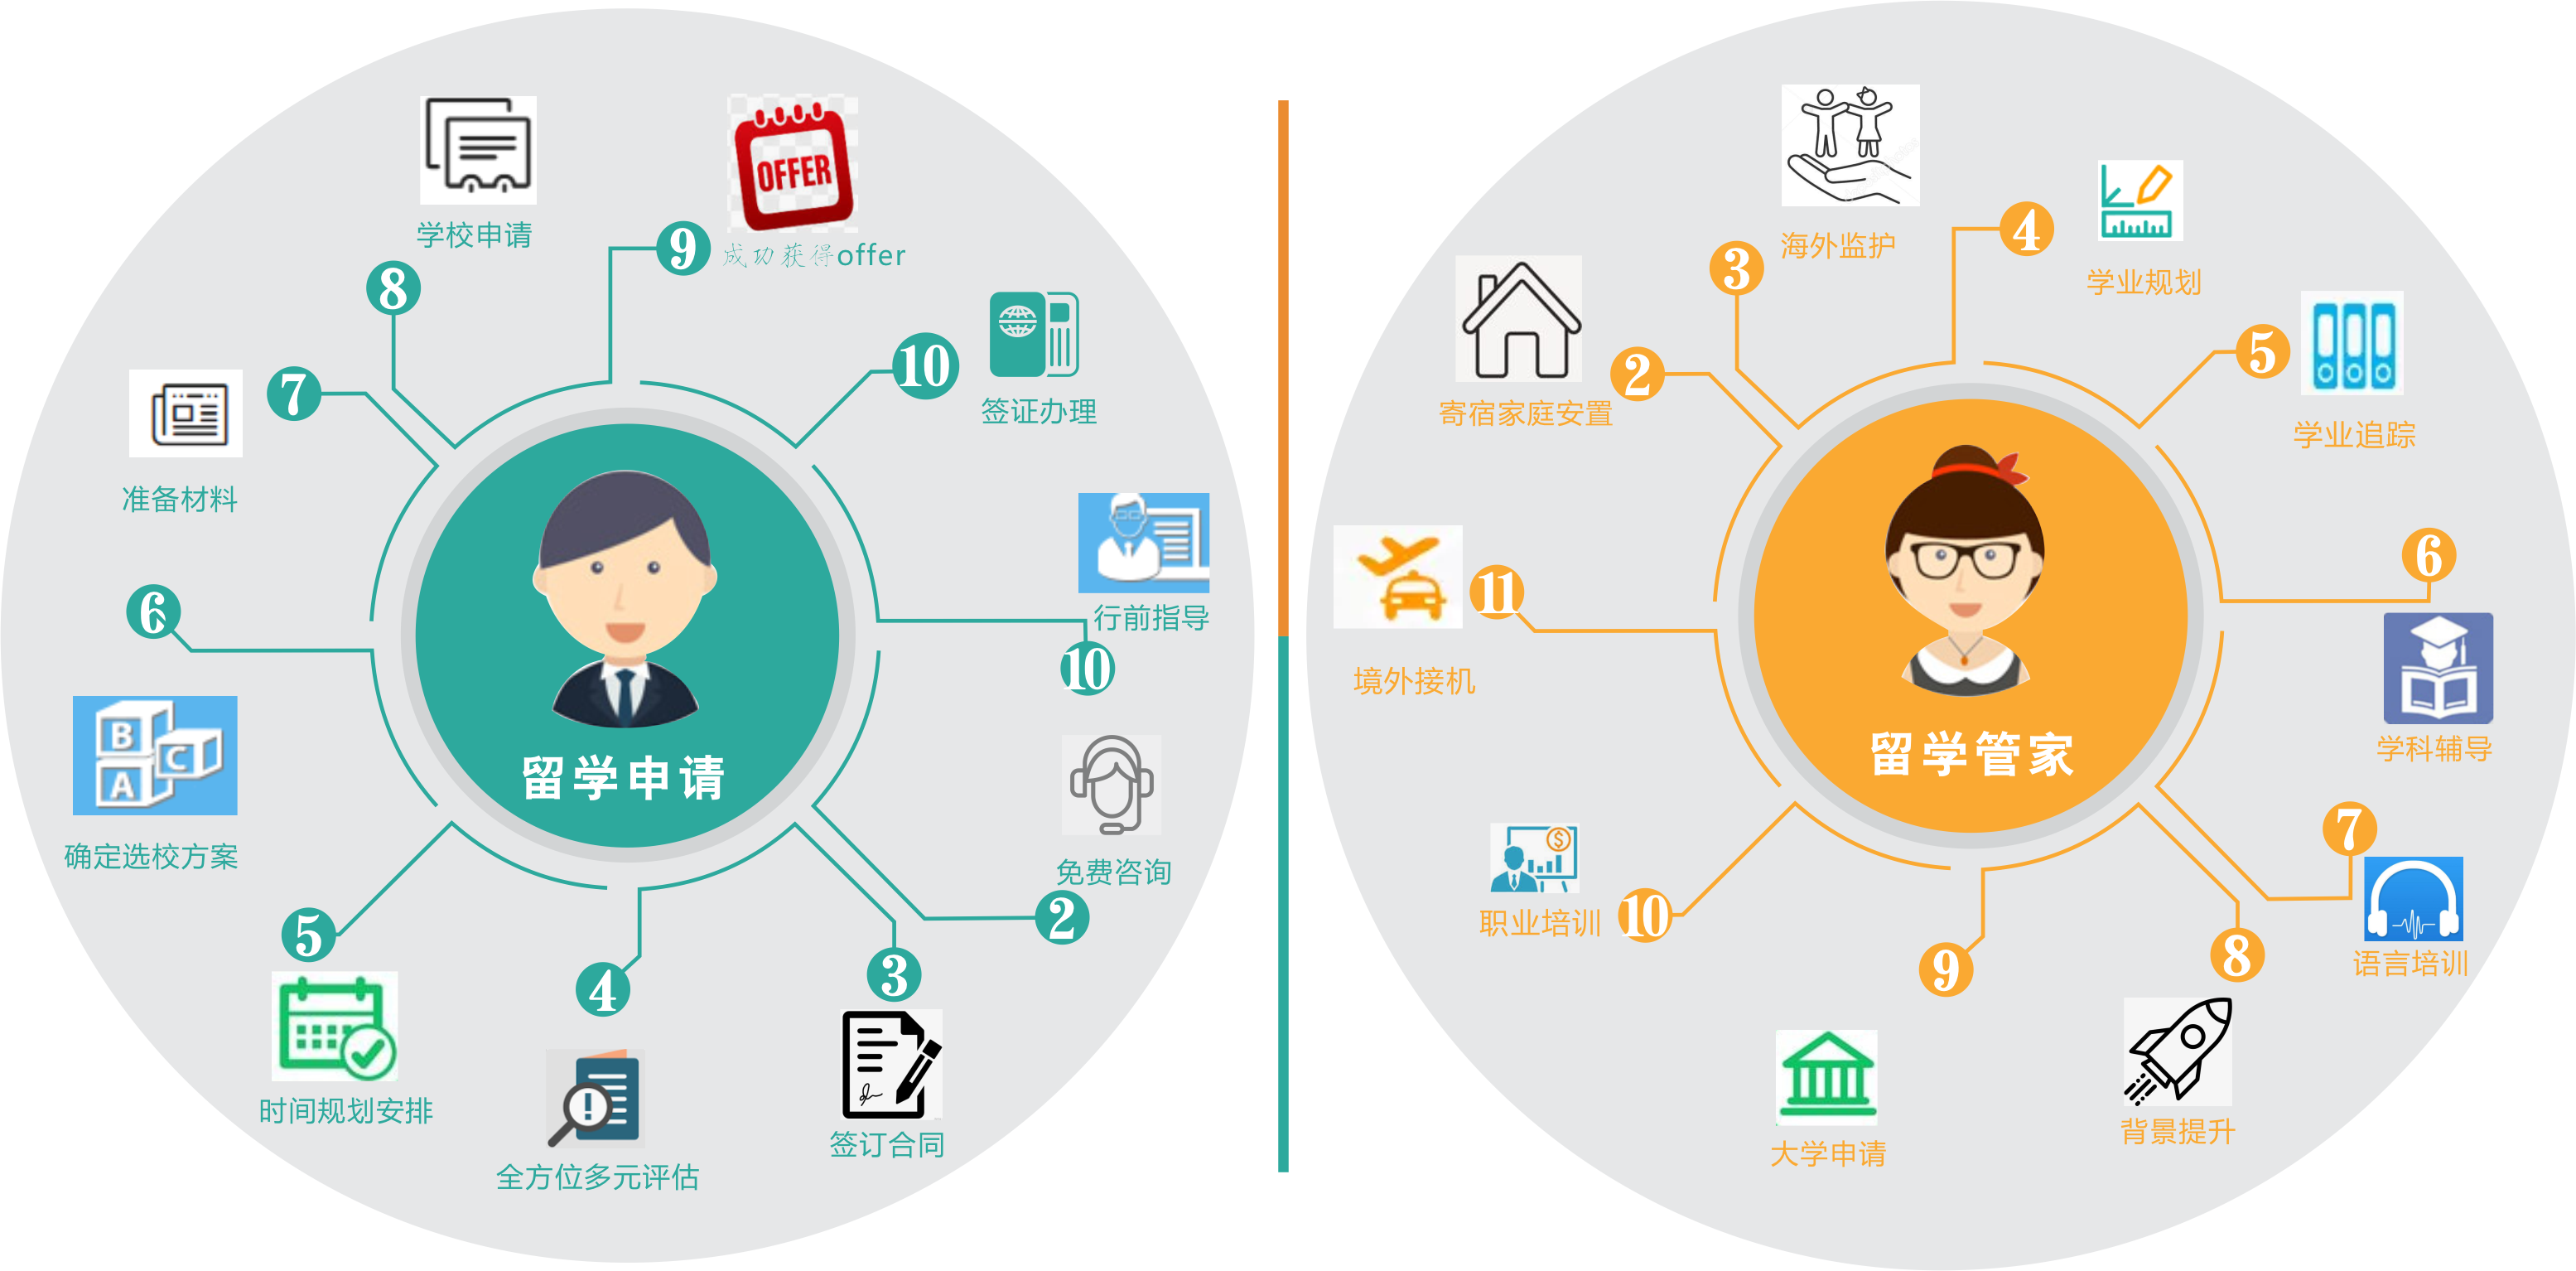 学校申请
8
OFFER
9
成功获得offer
10
签证办理
7
准备材料
行前指导
10
6
B
C
A
确定选校方案
留学申请
免费咨询
2
5
时间规划安排
4
全方位多元评估
3
签订合同
海外监护
3
4
学业规划
2
寄宿家庭安置
5
学业追踪
11
境外接机
6
学科辅导
留学管家
7
语言培训
$
职业培训
10
9
大学申请
8
背景提升